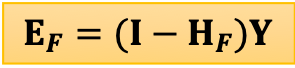 E_F = (I − H_F)Y